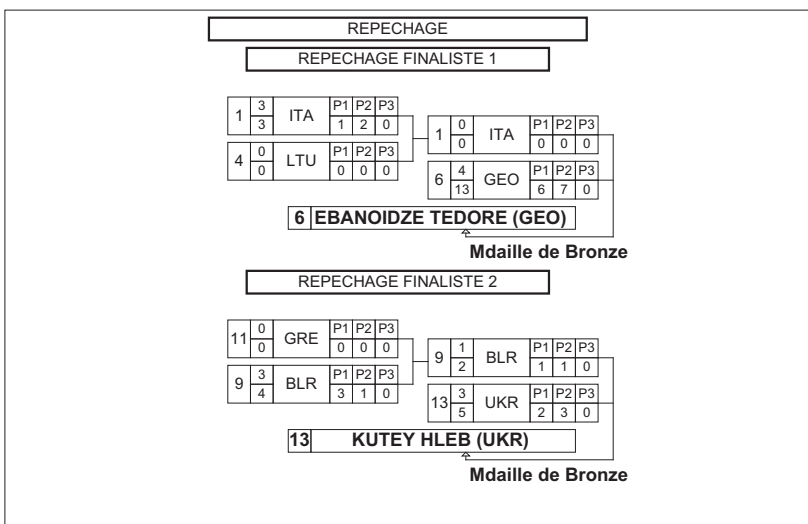 REPECHAGE
REPECHAGE FINALISTE 1
1 3 ITA P1 P2 P3
3 1 2 0
1 0 ITA P1 P2 P3
0 0 0 0
4 0 LTU P1 P2 P3
0 0 0 0
6 4 GEO P1 P2 P3
13 6 7 0
6 EBANOIDZE TEDORE (GEO)
Mdaille de Bronze
REPECHAGE FINALISTE 2
11 0 GRE P1 P2 P3
0 0 0 0
9 1 BLR P1 P2 P3
2 1 1 0
9 3 BLR P1 P2 P3
4 3 1 0
13 3 UKR P1 P2 P3
5 2 3 0
13 KUTEY HLEB (UKR)
Mdaille de Bronze